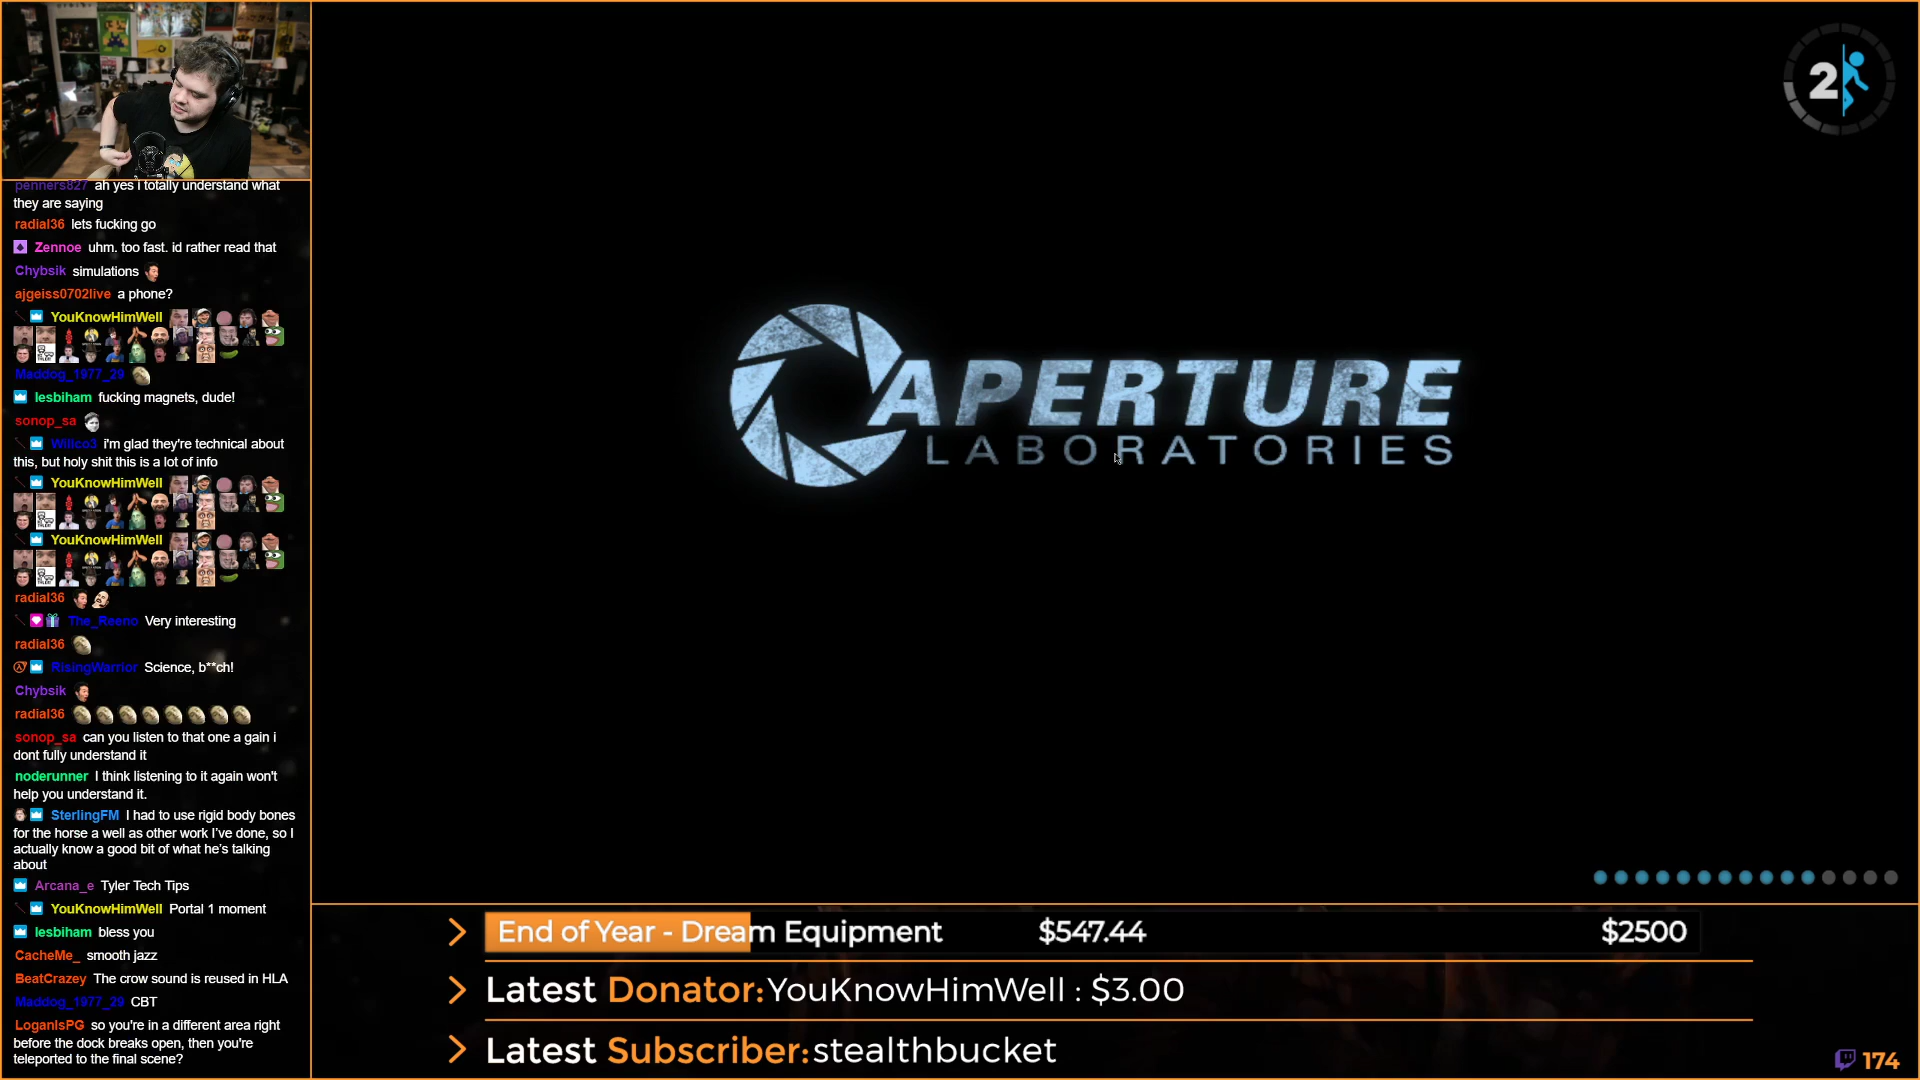 penners827 ah yes i totally understand what
they are saying
radial36 lets fucking go
Zennoe uhm. too fast. id rather read that
Chybsik simulations
ajgeiss0702live a phone?
YouKnowHimWell
Maddog_1977_29
lesbiham fucking magnets, dude!
sonop_sa
Willco3 i'm glad they're technical about
this, but holy shit this is a lot of info
YouKnowHimWell
YouKnowHimWell
radial36
The_Reeno Very interesting
radial36
RisingWarrior Science, b**ch!
Chybsik
radial36
sonop_sa can you listen to that one a gain i
dont fully understand it
noderunner I think listening to it again won't
help you understand it.
SterlingFM I had to use rigid body bones
for the horse a well as other work I've done, so I
actually know a good bit of what he's talking
about
Arcana_e Tyler Tech Tips
YouKnowHimWell Portal 1 moment
lesbiham bless you
CacheMe_ smooth jazz
BeatCrazey The crow sound is reused in HLA
Maddog_1977_29 CBT
LoganIsPG so you're in a different area right
before the dock breaks open, then you're
teleported to the final scene?
2
APERTURE
LABORATORIES
End of Year - Dream Equipment $547.44 $2500
Latest Donator:YouKnowHimWell : $3.00
Latest Subscriber:stealthbucket
174